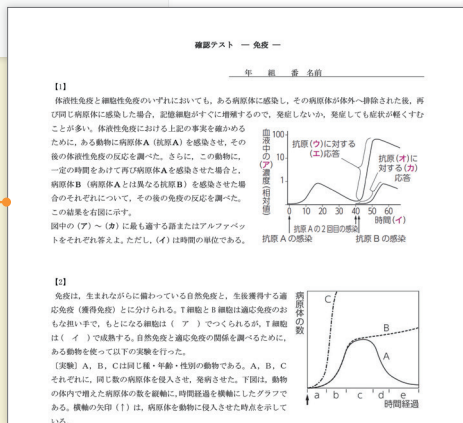 確認テスト ― 免疫 ―
年 組 番 名前
【1】
体液性免疫と細胞性免疫のいずれにおいても，ある病原体に感染し，その病原体が体外へ排除された後，再
び同じ病原体に感染した場合，記憶細胞がすぐに増殖するので，発症しないか，発症しても症状が軽くすむ
ことが多い。体液性免疫における上記の事実を確かめる
ために，ある動物に病原体A（抗原A）を感染させ，その
後の体液性免疫の反応を調べた。さらに，この動物に，
一定の時間をあけて再び病原体Aを感染させた場合と，
病原体B（病原体Aとは異なる抗原B）を感染させた場
合のそれぞれについて，その後の免疫の反応を調べた。
この結果を右図に示す。
図中の（ア）～（カ）に最も適する語またはアルファベッ
トをそれぞれ答えよ。ただし，（イ）は時間の単位である。
血液中の(ア)濃度(相対値)
100
10
1
抗原(ウ)に対する
(エ)応答
抗原(オ)に
対する(カ)
応答
0 10 20 30 40 50 60
時間(イ)
抗原Aの2回目の感染
抗原Aの感染 抗原Bの感染
【2】
免疫は，生まれながらに備わっている自然免疫と，生後獲得する適
応免疫（獲得免疫）とに分けられる。T細胞とB細胞は適応免疫のお
もな担い手で，もとになる細胞は（ ア ）でつくられるが，T細胞
は（ イ ）で成熟する。自然免疫と適応免疫の関係を調べるために，
ある動物を使って以下の実験を行った。
［実験］A，B，Cは同じ種・年齢・性別の動物である。A，B，C
それぞれに，同じ数の病原体を侵入させ，発病させた。下図は，動物
の体内で増えた病原体の数を縦軸に，時間経過を横軸にしたグラフで
ある。横軸の矢印（↑）は，病原体を動物に侵入させた時点を示して
いる。
病原体の数
C
B
A
a b c d e
時間経過